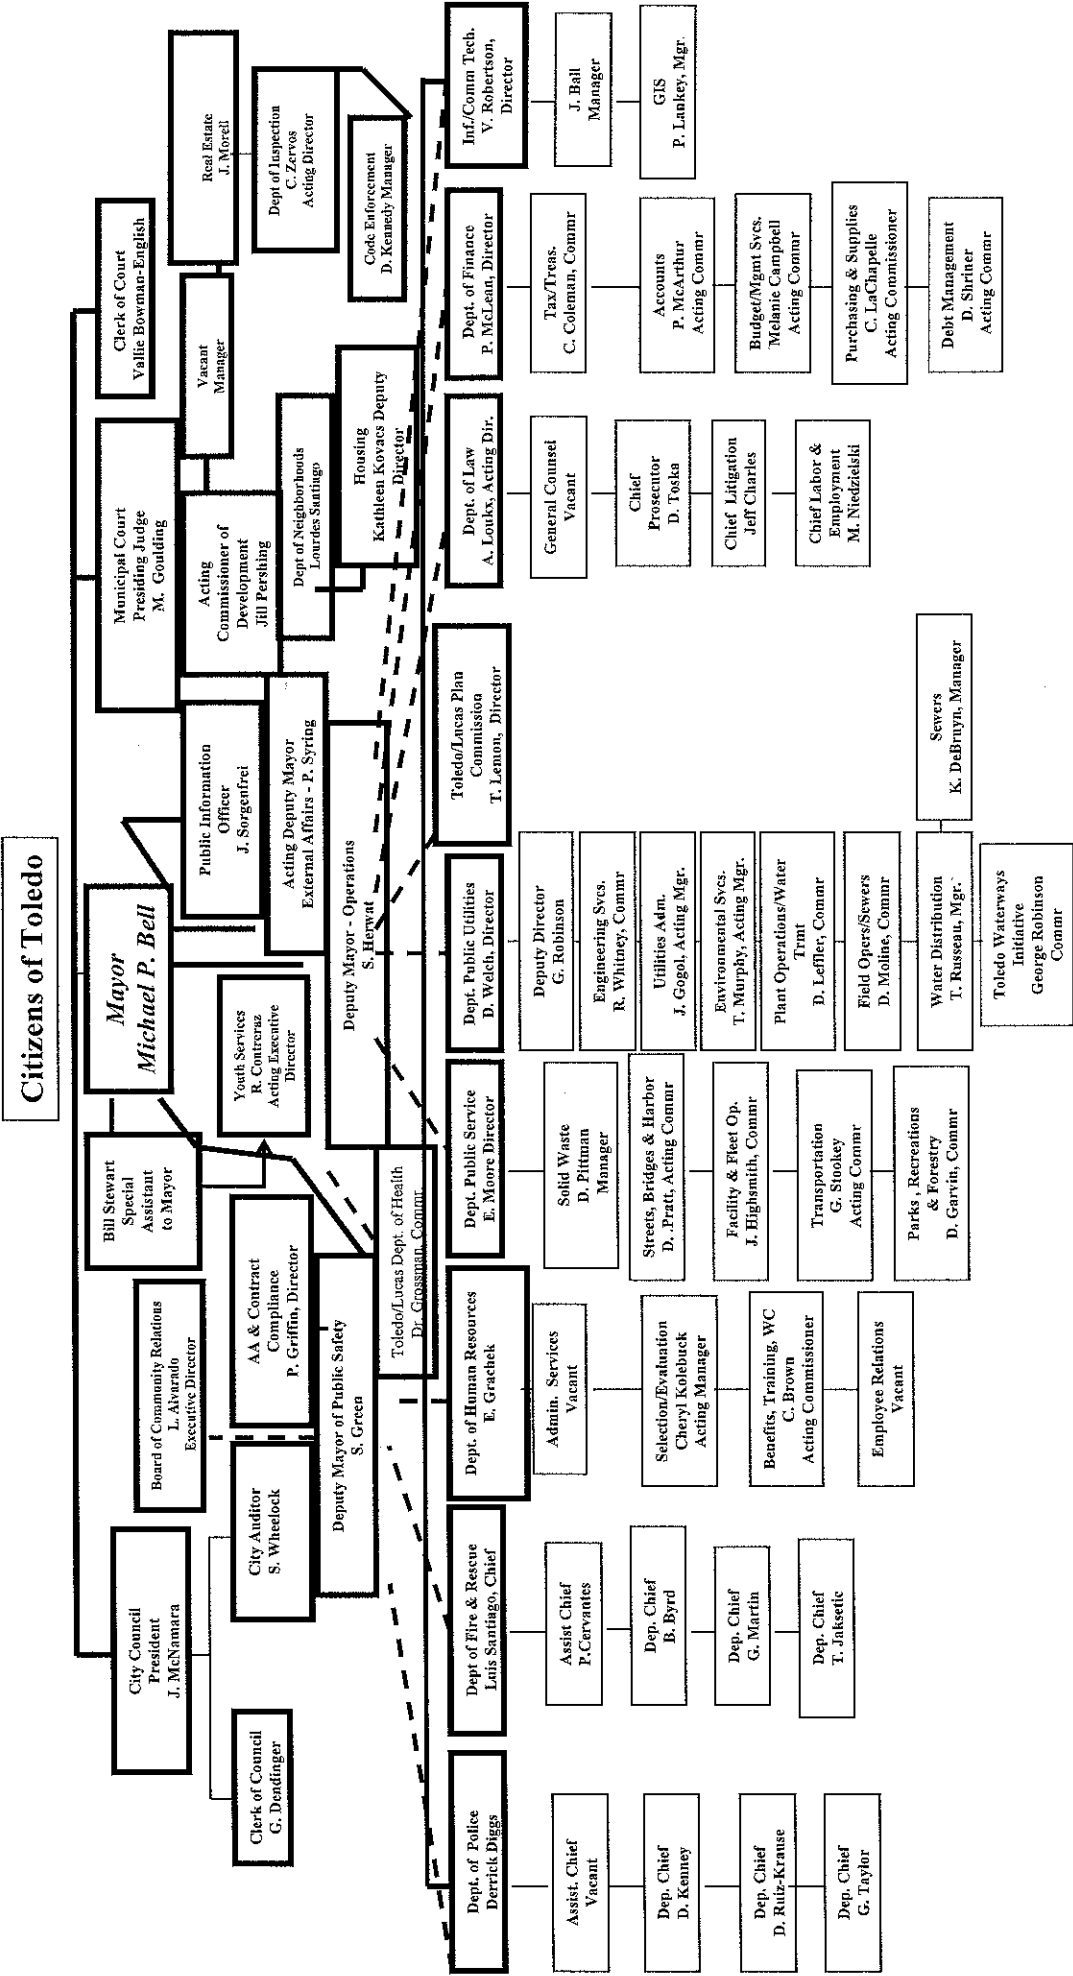 Citizens of Toledo
Clerk of Court
Vallie Bowman-English
Municipal Court
Presiding Judge
M. Goulding
Mayor
Michael P. Bell
Bill Stewart
Special
Assistant
to Mayor
Board of Community Relations
L. Alvarado
Executive Director
City Council
President
J. McNamara
Real Estate
J. Morell
Vacant
Manager
Acting
Commissioner of
Development
Jill Pershing
Public Information
Officer
J. Sorgenfrei
Youth Services
R. Contreraz
Acting Executive
Director
AA & Contract
Compliance
P. Griffin, Director
City Auditor
S. Wheelock
Clerk of Council
G. Dendinger
Dept of Inspection
C. Zervos
Acting Director
Dept of Neighborhoods
Lourdes Santiago
Acting Deputy Mayor
External Affairs - P. Syring
Code Enforcement
D. Kennedy Manager
Housing
Kathleen Kovacs Deputy
Director
Deputy Mayor - Operations
S. Herwat
Deputy Mayor of Public Safety
S. Green
Toledo/Lucas Dept. of Health
Dr. Grossman, Commr.
Dept. of Police
Derrick Diggs
Assist. Chief
Vacant
Dep. Chief
D. Kenney
Dep. Chief
D. Ruiz-Krause
Dep. Chief
G. Taylor
Dept of Fire & Rescue
Luis Santiago, Chief
Assist Chief
P.Cervantes
Dep. Chief
B. Byrd
Dep. Chief
G. Martin
Dep. Chief
T. Jaksetic
Dept. of Human Resources
E. Grachek
Admin. Services
Vacant
Selection/Evaluation
Cheryl Kolebuck
Acting Manager
Benefits, Training, WC
C. Brown
Acting Commissioner
Employee Relations
Vacant
Dept. Public Service
E. Moore Director
Solid Waste
D. Pittman
Manager
Streets, Bridges & Harbor
D. .Pratt, Acting Commr
Facility & Fleet Op.
J. Highsmith, Commr
Transportation
G. Stookey
Acting Commr
Parks , Recreations
& Forestry
D. Garvin, Commr
Dept. Public Utilities
D. Welch, Director
Deputy Director
G. Robinson
Engineering Svcs.
R. Whitney, Commr
Utilities Adm.
J. Gogol, Acting Mgr.
Environmental Svcs.
T. Murphy, Acting Mgr.
Plant Operations/Water
Trmt
D. Leffler, Commr
Field Opers/Sewers
D. Moline, Commr
Water Distribution
T. Russeau, Mgr.
Sewers
K. DeBruyn, Manager
Toledo Waterways
Initiative
George Robinson
Commr
Toledo/Lucas Plan
Commission
T. Lemon, Director
Dept. of Law
A. Loukx, Acting Dir.
General Counsel
Vacant
Chief
Prosecutor
D. Toska
Chief Litigation
Jeff Charles
Chief Labor &
Employment
M. Niedzielski
Dept. of Finance
P. McLean, Director
Tax/Treas.
C. Coleman, Commr
Accounts
P. McArthur
Acting Commr
Budget/Mgmt Svcs.
Melanie Campbell
Acting Commr
Purchasing & Supplies
C. LaChapelle
Acting Commissioner
Debt Management
D. Shriner
Acting Commr
Inf./Comm Tech.
V. Robertson,
Director
J. Ball
Manager
GIS
P. Lankey, Mgr.